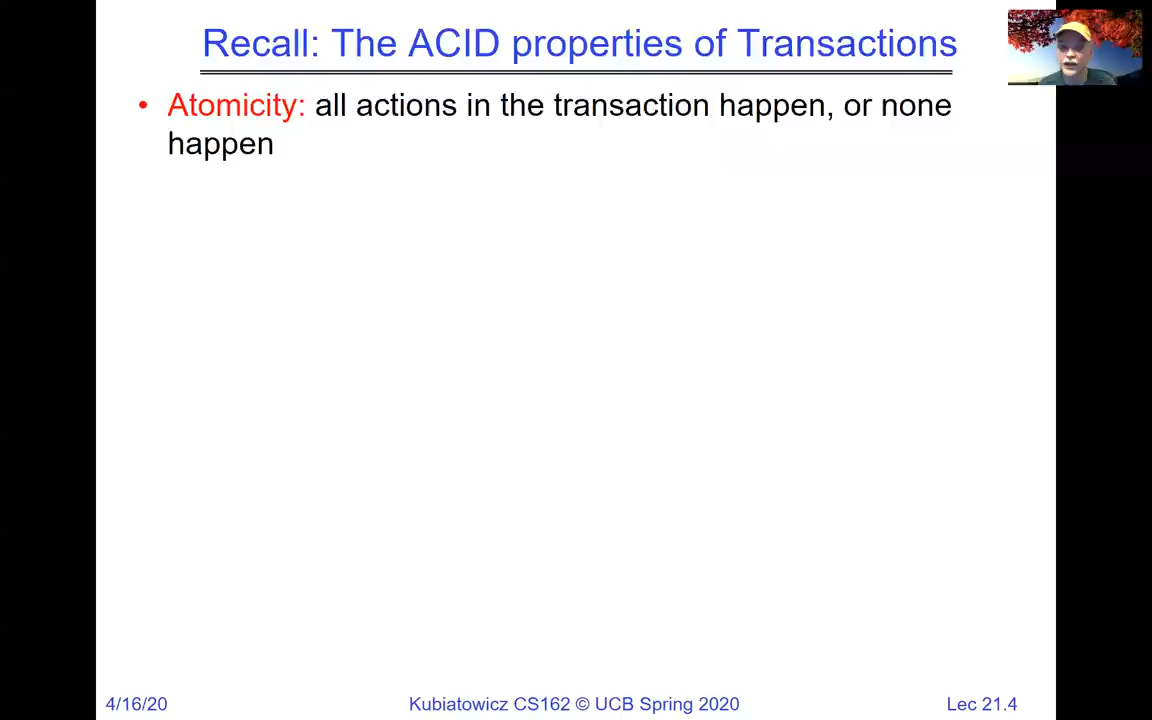 Recall: The ACID properties of Transactions
• Atomicity: all actions in the transaction happen, or none
happen
4/16/20
Kubiatowicz CS162 © UCB Spring 2020
Lec 21.4